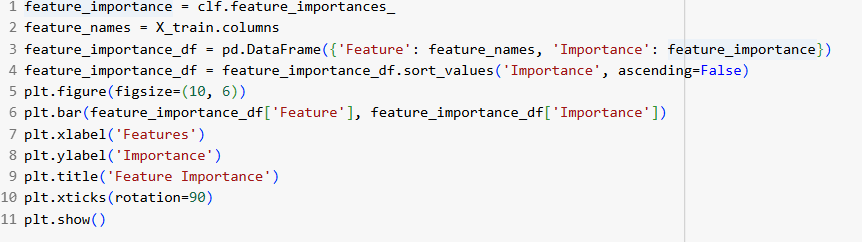 1 feature_importance = clf.feature_importances_
2 feature_names = X_train.columns
3 feature_importance_df = pd.DataFrame({'Feature': feature_names, 'Importance': feature_importance})
4 feature_importance_df = feature_importance_df.sort_values('Importance', ascending=False)
5 plt.figure(figsize=(10, 6))
6 plt.bar(feature_importance_df['Feature'], feature_importance_df['Importance'])
7 plt.xlabel('Features')
8 plt.ylabel('Importance')
9 plt.title('Feature Importance')
10 plt.xticks(rotation=90)
11 plt.show()